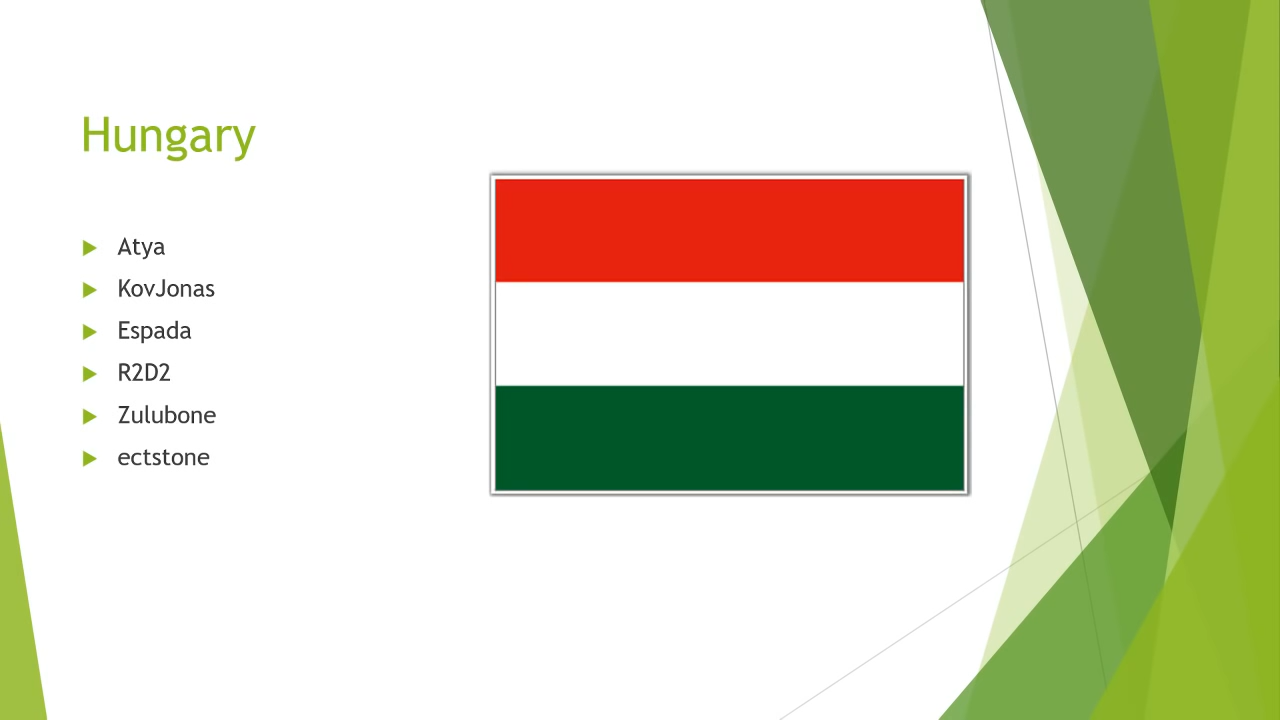 Hungary
Atya
KovJonas
Espada
R2D2
Zulubone
ectstone